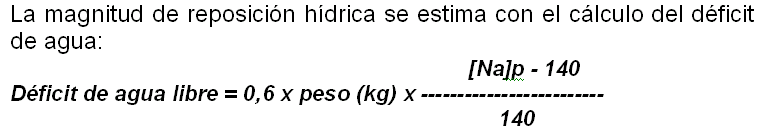 La magnitud de reposición hídrica se estima con el cálculo del déficit
de agua:
[Na]p - 140
Déficit de agua libre = 0,6 x peso (kg) x -------------------------
140